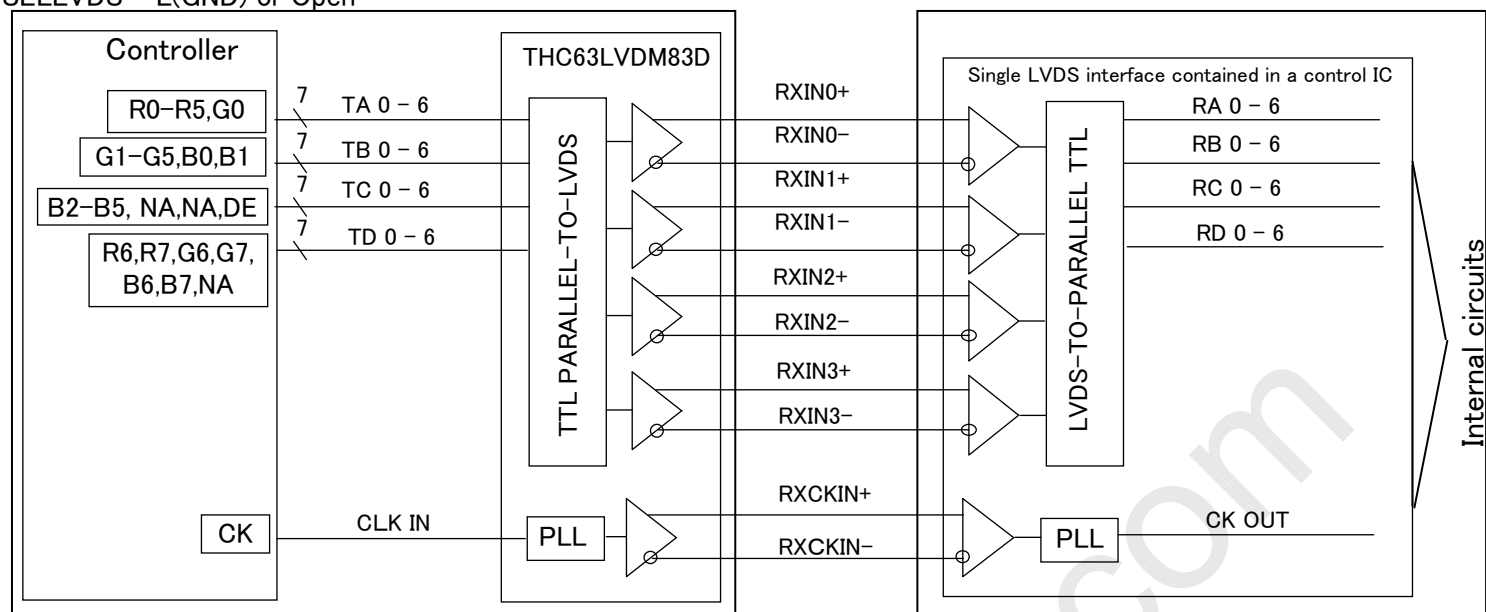 SELLVDS = L(GND) or Open
Controller
THC63LVDM83D
Single LVDS interface contained in a control IC
R0-R5,G0
7
TA 0 - 6
RXIN0+
RA 0 - 6
G1-G5,B0,B1
7
TB 0 - 6
RXIN0-
RB 0 - 6
B2-B5, NA,NA,DE
7
TC 0 - 6
RXIN1+
RC 0 - 6
R6,R7,G6,G7,
B6,B7,NA
7
TD 0 - 6
RXIN1-
RD 0 - 6
TTL PARALLEL-TO-LVDS
RXIN2+
RXIN2-
RXIN3+
RXIN3-
LVDS-TO-PARALLEL TTL
Internal circuits
CK
CLK IN
PLL
RXCKIN+
RXCKIN-
PLL
CK OUT
com